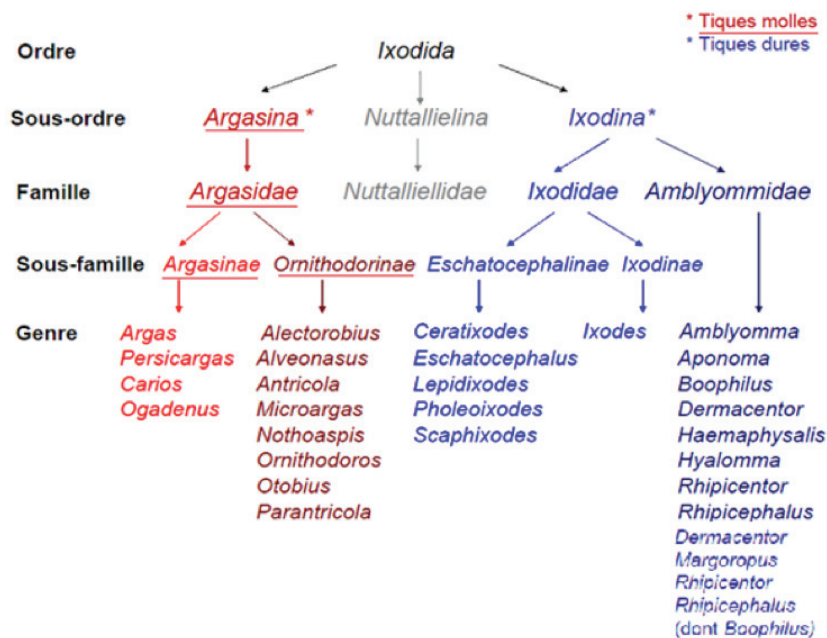 * Tiques molles
* Tiques dures
Ordre Ixodida
Sous-ordre Argasina * Nuttallielina Ixodina*
Famille Argasidae Nuttalliellidae Ixodidae Amblyommidae
Sous-famille Argasinae Ornithodorinae Eschatocephalinae Ixodinae
Genre Argas Alectorobius Ceratixodes Ixodes Amblyomma
Persicargas Alveonasus Eschatocephalus Aponoma
Carios Antricola Lepidixodes Boophilus
Ogadenus Microargas Pholeoixodes Dermacentor
Nothoaspis Scaphixodes Haemaphysalis
Ornithodoros Hyalomma
Otobius Rhipicentor
Parantricola Rhipicephalus
Dermacentor
Margoropus
Rhipicentor
Rhipicephalus
(dont Boophilus)